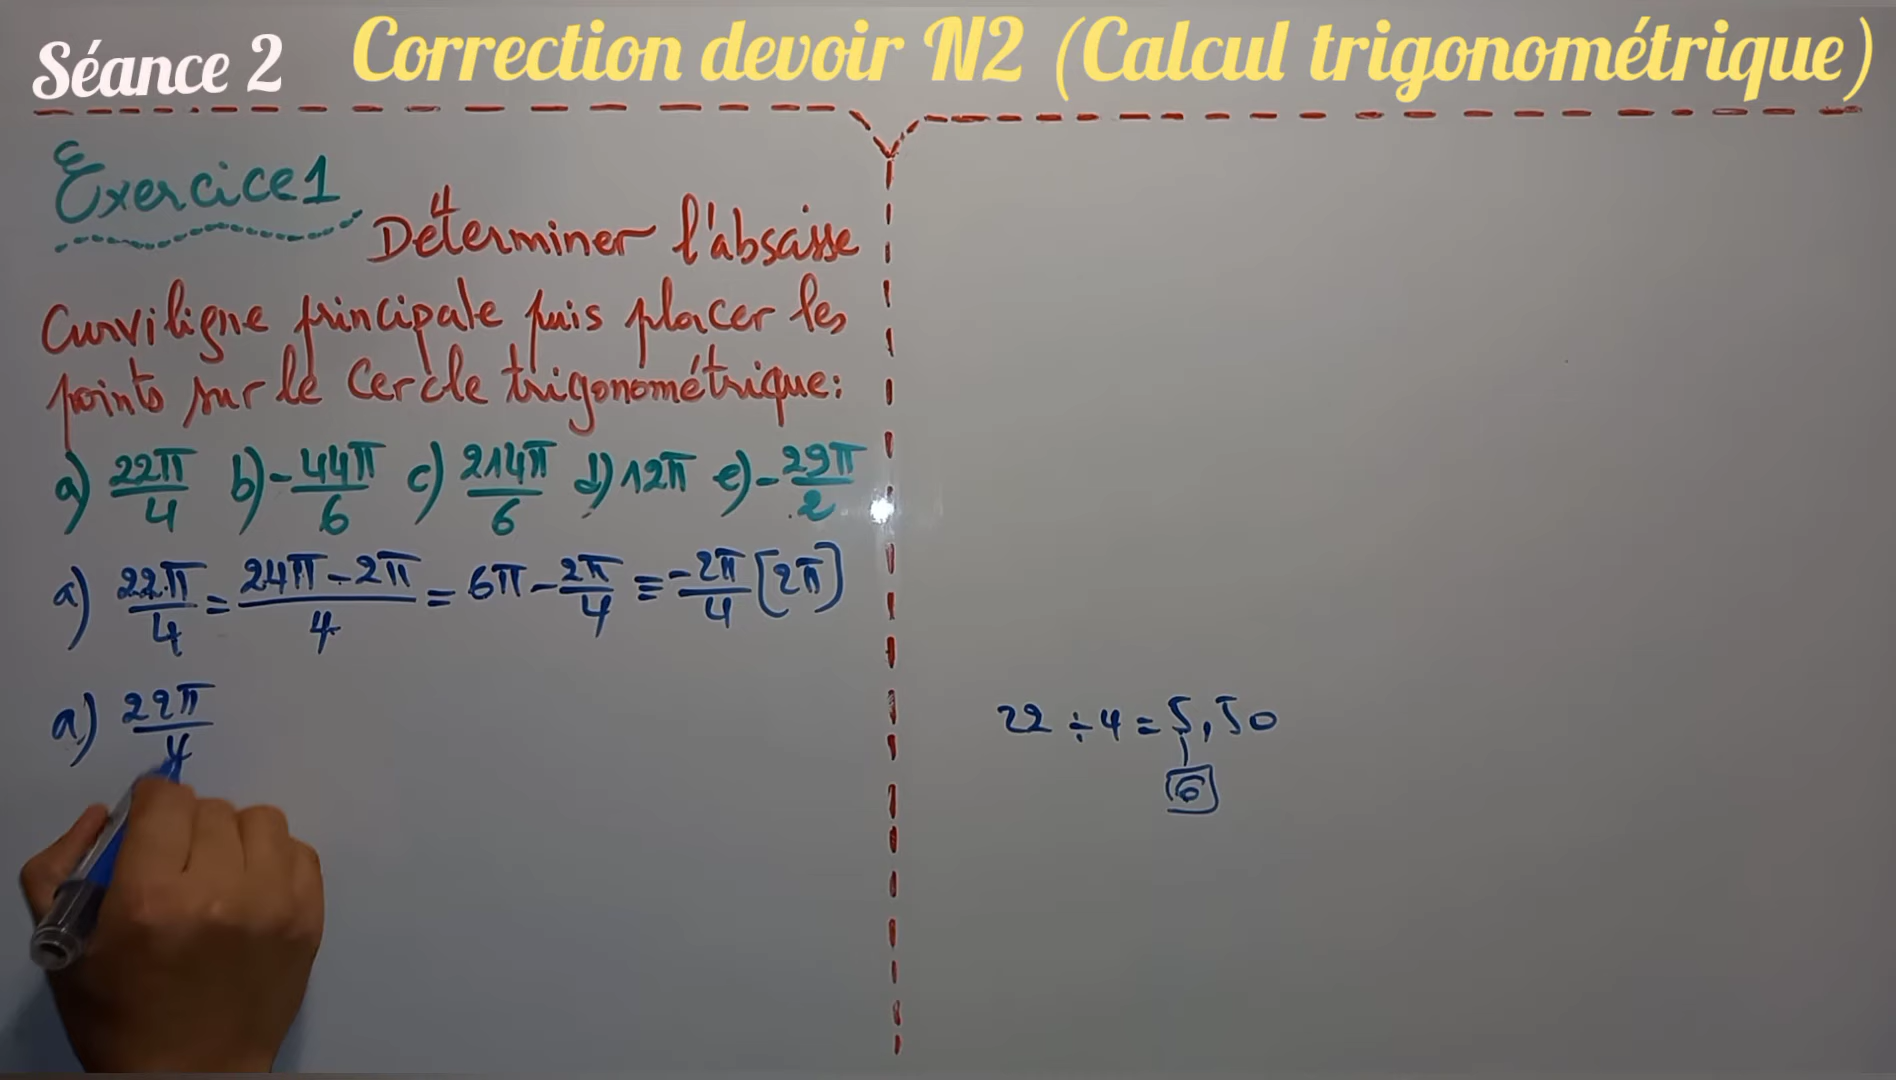 Séance 2 Correction devoir N2 (Calcul trigonométrique)
Exercice 1
Déterminer l'absaisse
Curviligne principale puis placer les
points sur le Cercle trigonométrique:
a) 22π/4 b) -44π/6 c) 214π/6 d) 12π e) -29π/2
a) 22π/4 = 24π-2π/4 = 6π - 2π/4 ≡ -2π/4 [2π]
a) 22π/4
22 ÷ 4 = 5,50
6